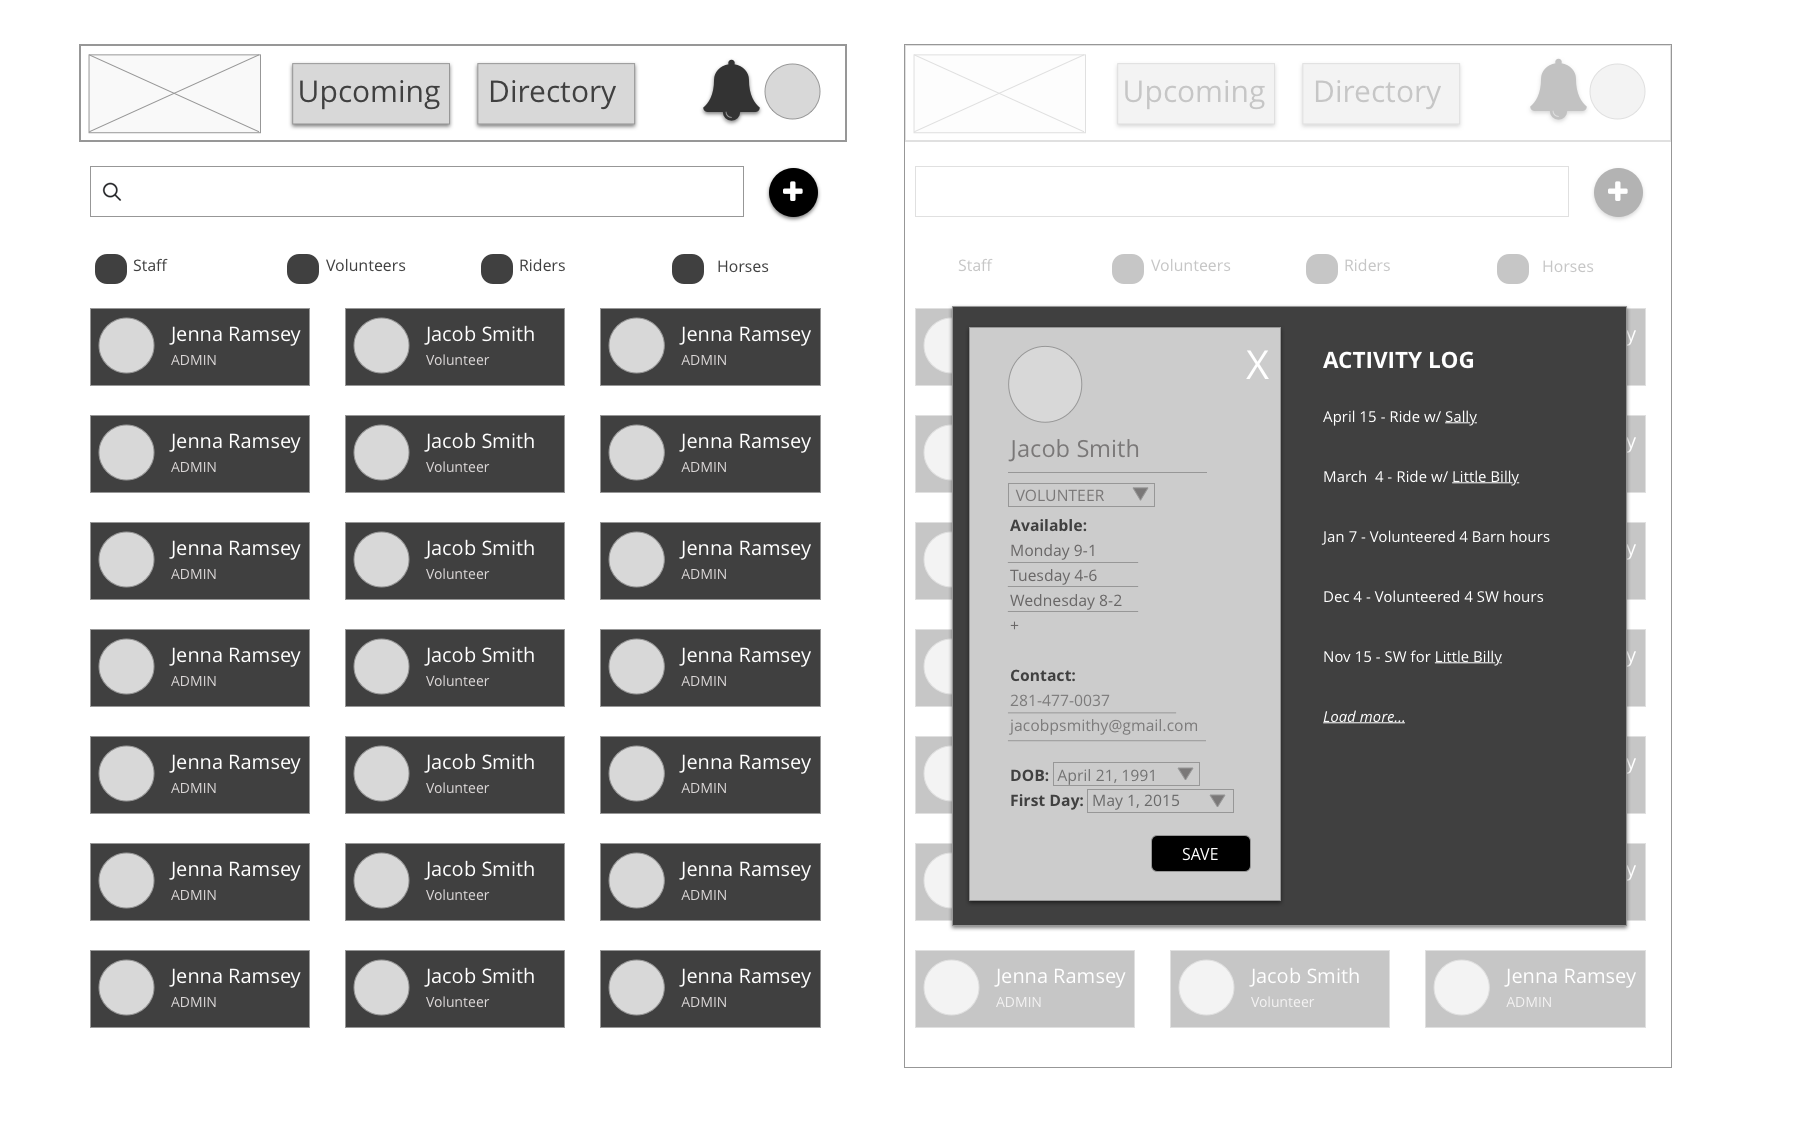 Upcoming Directory
Staff Volunteers Riders Horses
Jenna Ramsey Jacob Smith Jenna Ramsey
ADMIN Volunteer ADMIN
Jenna Ramsey Jacob Smith Jenna Ramsey
ADMIN Volunteer ADMIN
Jenna Ramsey Jacob Smith Jenna Ramsey
ADMIN Volunteer ADMIN
Jenna Ramsey Jacob Smith Jenna Ramsey
ADMIN Volunteer ADMIN
Jenna Ramsey Jacob Smith Jenna Ramsey
ADMIN Volunteer ADMIN
Jenna Ramsey Jacob Smith Jenna Ramsey
ADMIN Volunteer ADMIN
Jenna Ramsey Jacob Smith Jenna Ramsey
ADMIN Volunteer ADMIN
Upcoming Directory
Staff Volunteers Riders Horses
X
Jacob Smith
VOLUNTEER
Available:
Monday 9-1
Tuesday 4-6
Wednesday 8-2
+
Contact:
281-477-0037
jacobpsmithy@gmail.com
DOB: April 21, 1991
First Day: May 1, 2015
SAVE
ACTIVITY LOG
April 15 - Ride w/ Sally
March 4 - Ride w/ Little Billy
Jan 7 - Volunteered 4 Barn hours
Dec 4 - Volunteered 4 SW hours
Nov 15 - SW for Little Billy
Load more...
y
y
y
y
y
y
Jenna Ramsey Jacob Smith Jenna Ramsey
ADMIN Volunteer ADMIN